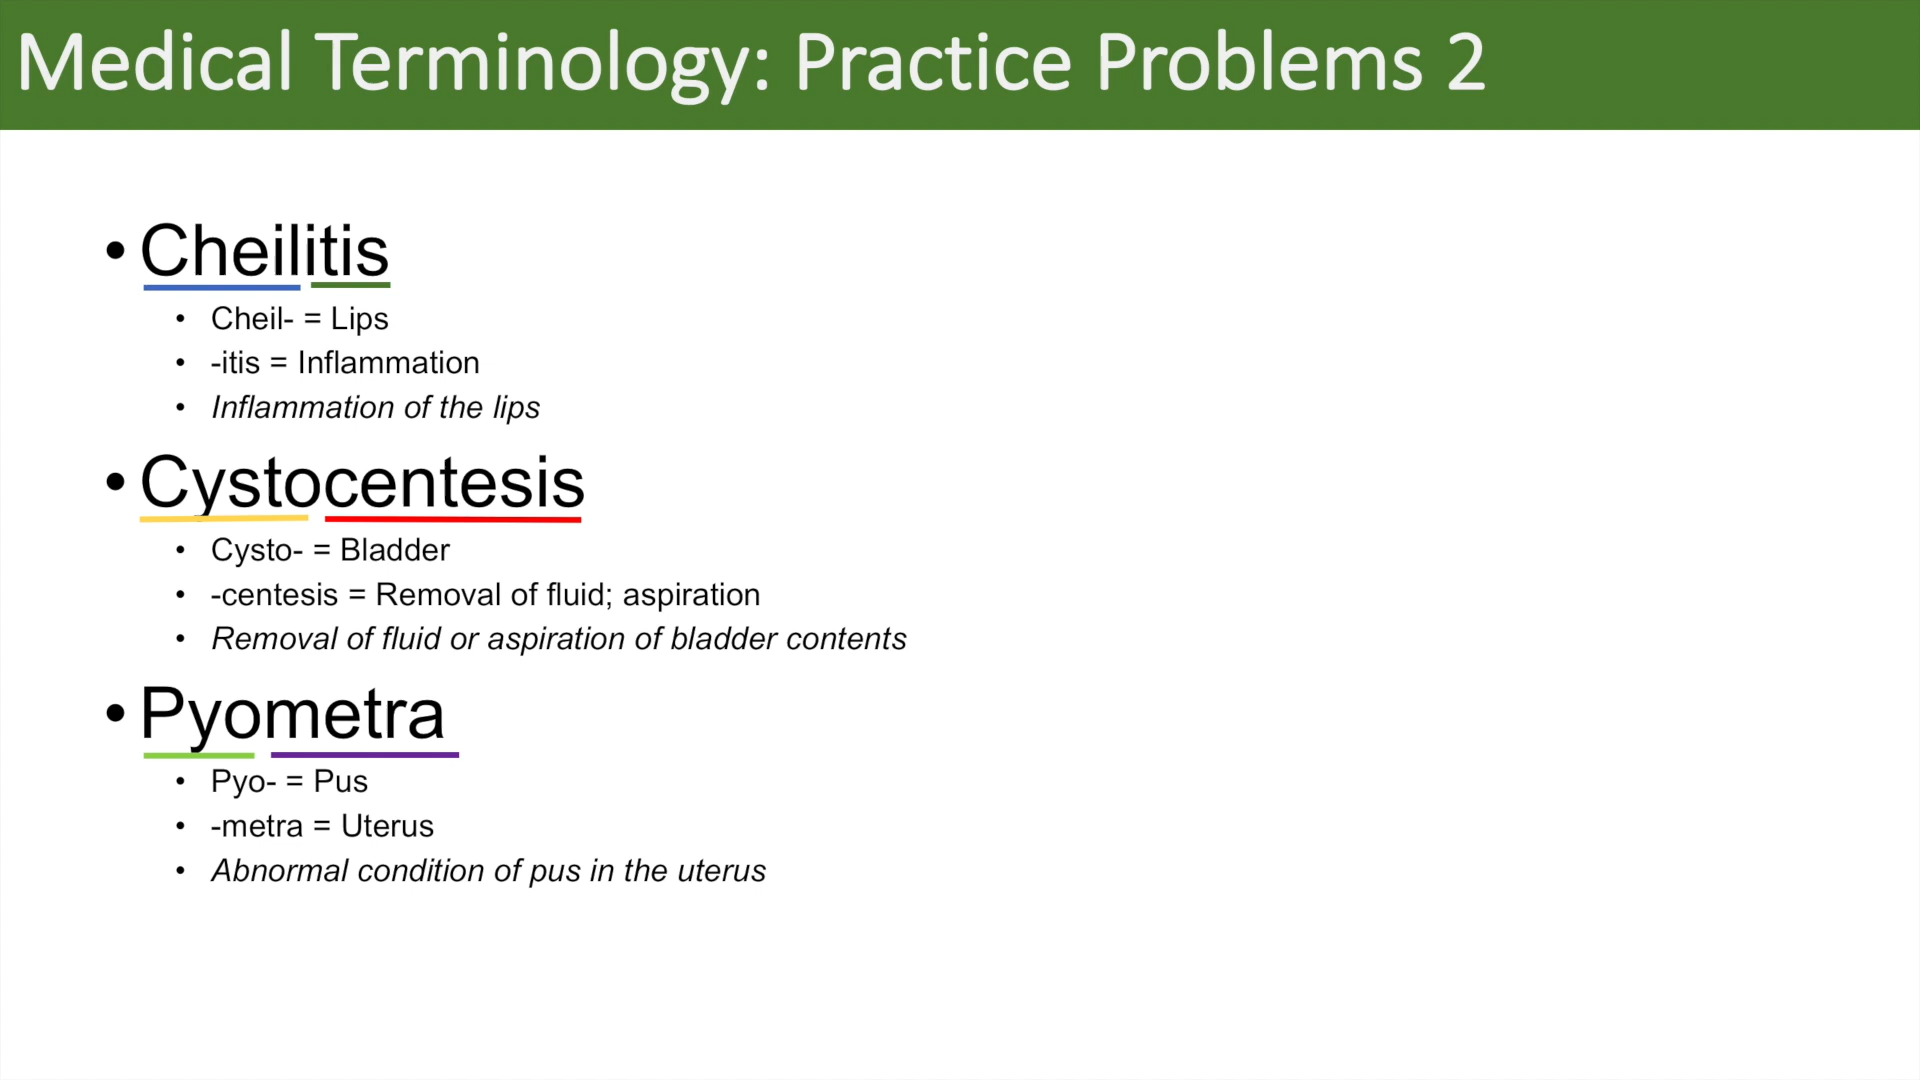 Medical Terminology: Practice Problems 2
• Cheilitis
• Cheil- = Lips
• -itis = Inflammation
• Inflammation of the lips
• Cystocentesis
• Cysto- = Bladder
• -centesis = Removal of fluid; aspiration
• Removal of fluid or aspiration of bladder contents
• Pyometra
• Pyo- = Pus
• -metra = Uterus
• Abnormal condition of pus in the uterus